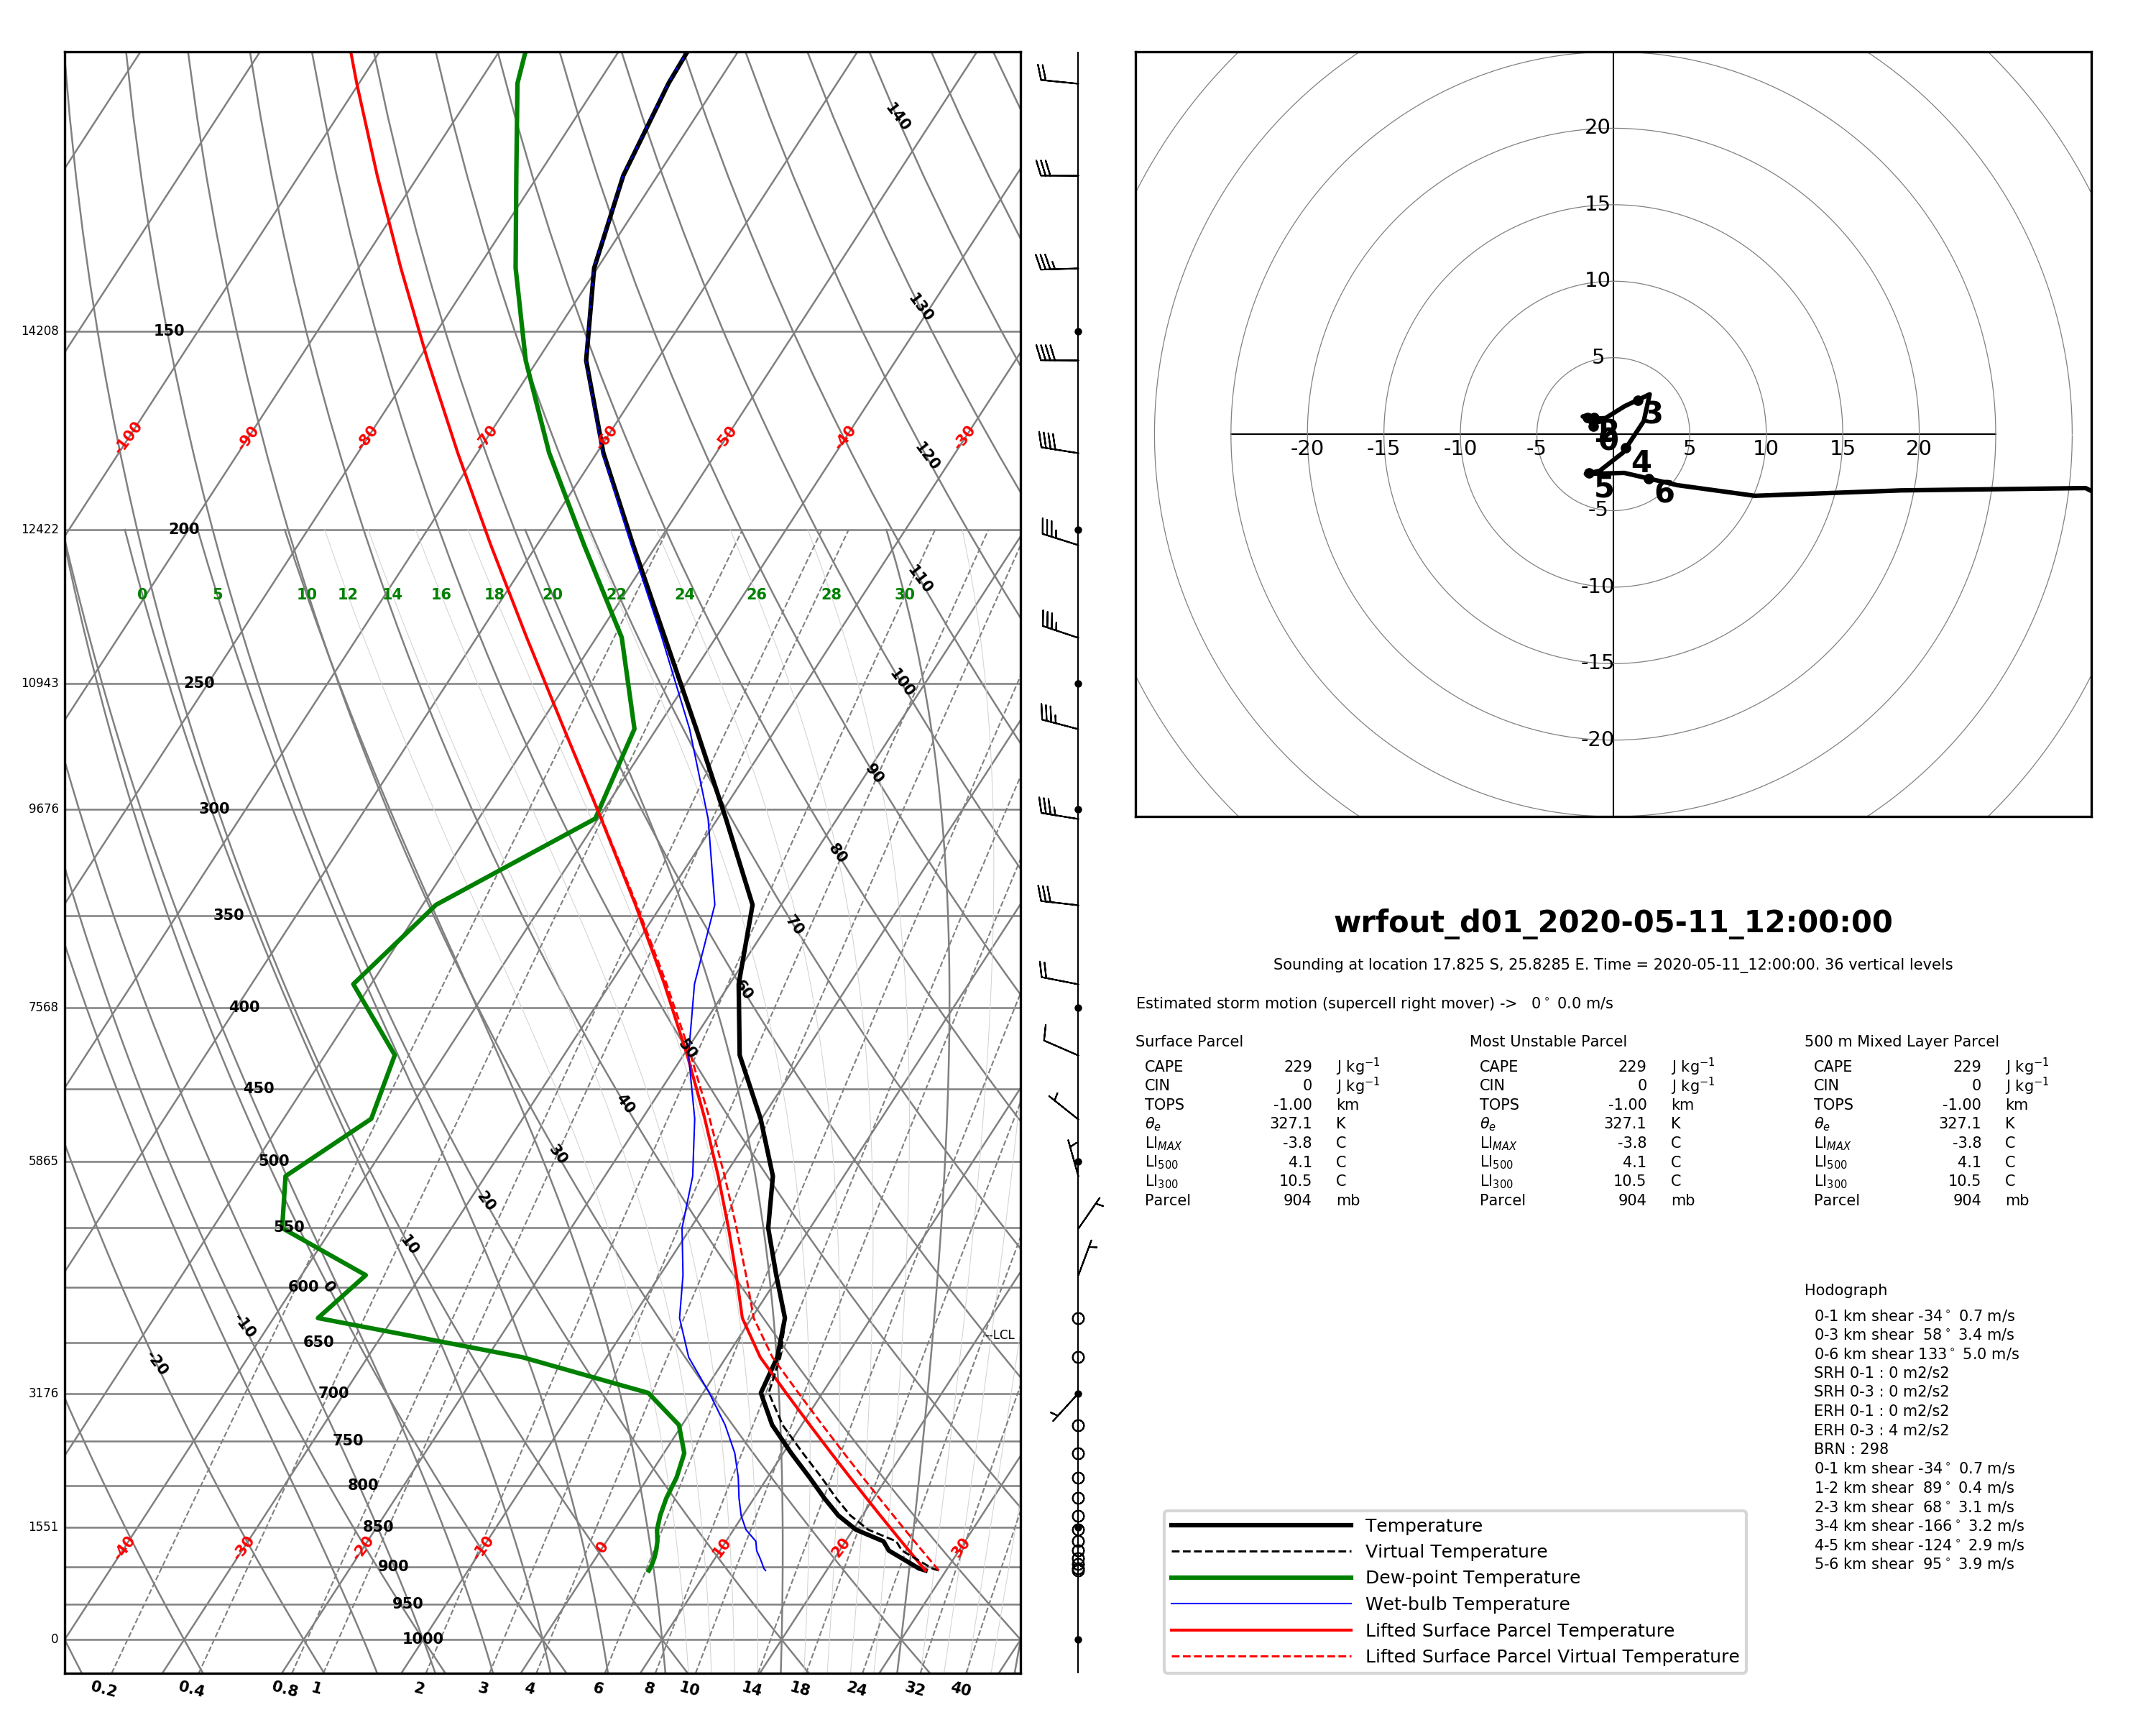 140
130
14208 150
-100 -90 -80 -70 -60 -50 -40 -30
120
12422 200
110
0 5 10 12 14 16 18 20 22 24 26 28 30
100
10943 250
90
9676 300
80
350
70
7568 400
60
50
450
40
5865 500
30
20
550
10
600 0
-10
650 --LCL
-20
3176 700
750
800
1551 850
-40 -30 -20 -10 0 10 20 30
900
950
0 1000
0.2 0.4 0.8 1 2 3 4 6 8 10 14 18 24 32 40
20
15
10
5
3
1 2
0
-20 -15 -10 -5 5 10 15 20
4
5 6
-5
-10
-15
-20
wrfout_d01_2020-05-11_12:00:00
Sounding at location 17.825 S, 25.8285 E. Time = 2020-05-11_12:00:00. 36 vertical levels
Estimated storm motion (supercell right mover) -> 0° 0.0 m/s
Surface Parcel Most Unstable Parcel 500 m Mixed Layer Parcel
CAPE 229 J kg⁻¹ CAPE 229 J kg⁻¹ CAPE 229 J kg⁻¹
CIN 0 J kg⁻¹ CIN 0 J kg⁻¹ CIN 0 J kg⁻¹
TOPS -1.00 km TOPS -1.00 km TOPS -1.00 km
θe 327.1 K θe 327.1 K θe 327.1 K
LIMAX -3.8 C LIMAX -3.8 C LIMAX -3.8 C
LI500 4.1 C LI500 4.1 C LI500 4.1 C
LI300 10.5 C LI300 10.5 C LI300 10.5 C
Parcel 904 mb Parcel 904 mb Parcel 904 mb
Hodograph
0-1 km shear -34° 0.7 m/s
0-3 km shear 58° 3.4 m/s
0-6 km shear 133° 5.0 m/s
SRH 0-1 : 0 m2/s2
SRH 0-3 : 0 m2/s2
ERH 0-1 : 0 m2/s2
ERH 0-3 : 4 m2/s2
BRN : 298
0-1 km shear -34° 0.7 m/s
1-2 km shear 89° 0.4 m/s
2-3 km shear 68° 3.1 m/s
3-4 km shear -166° 3.2 m/s
4-5 km shear -124° 2.9 m/s
5-6 km shear 95° 3.9 m/s
Temperature
Virtual Temperature
Dew-point Temperature
Wet-bulb Temperature
Lifted Surface Parcel Temperature
Lifted Surface Parcel Virtual Temperature